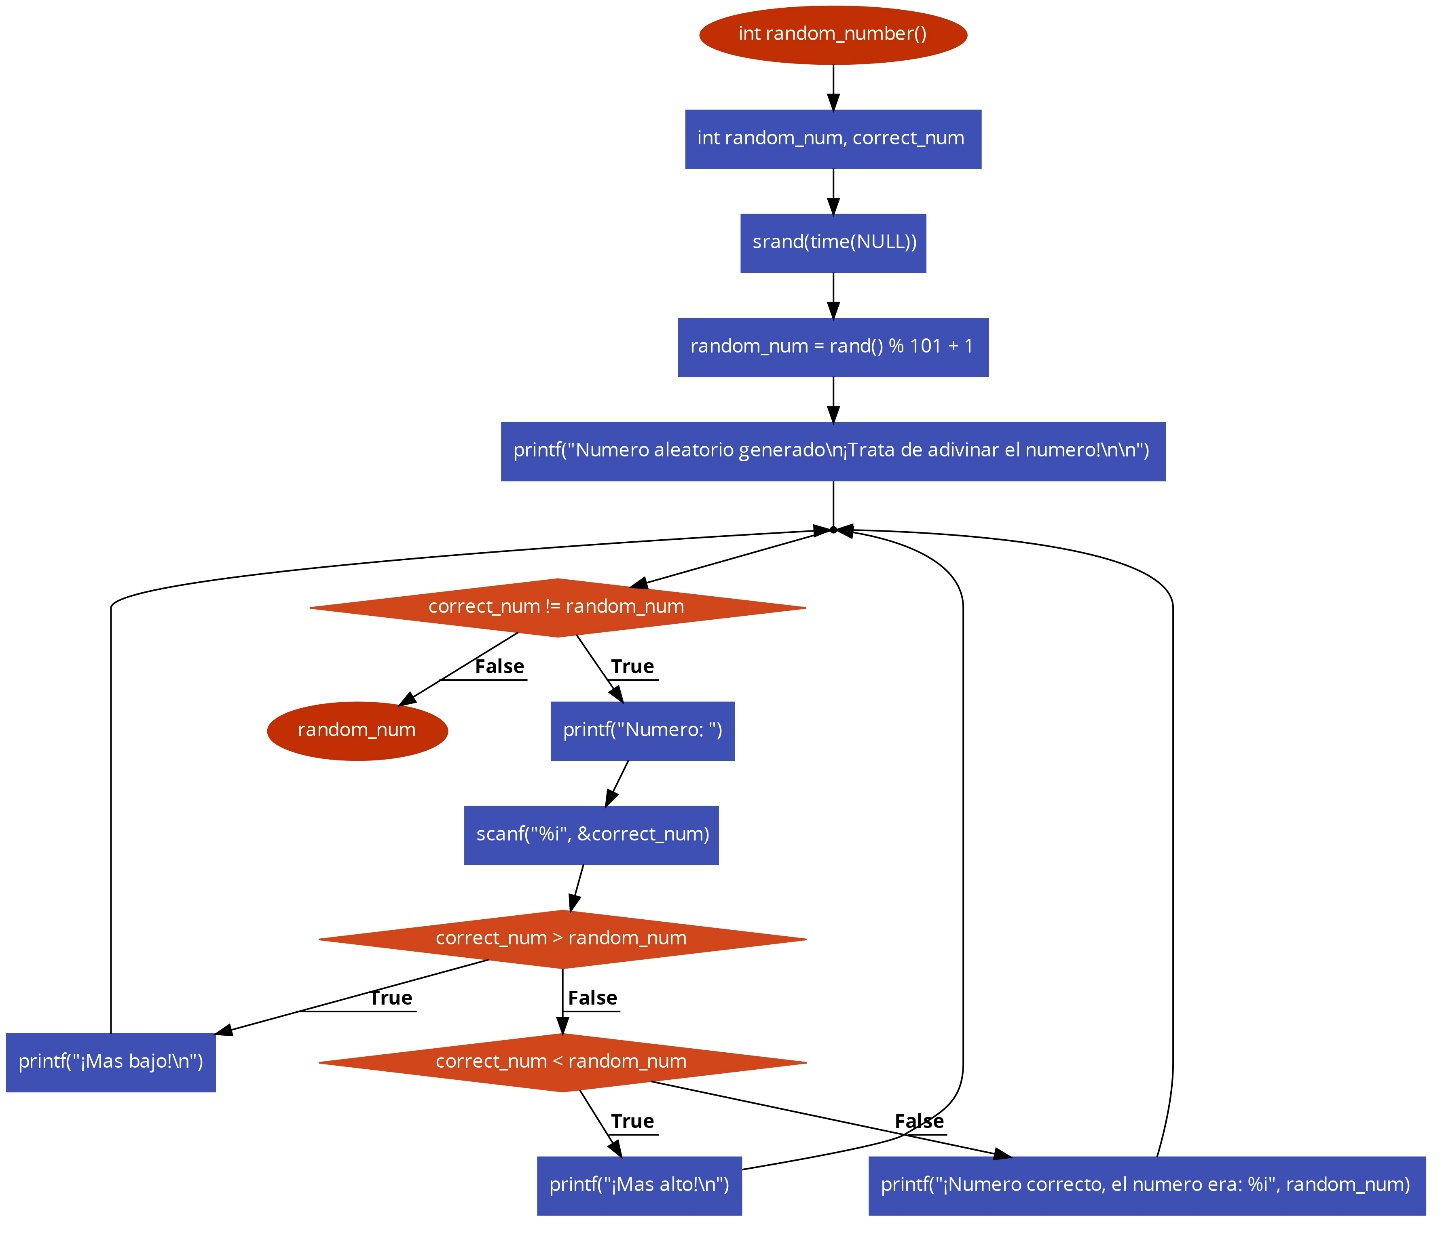 int random_number()
int random_num, correct_num
srand(time(NULL))
random_num = rand() % 101 + 1
printf("Numero aleatorio generado\n¡Trata de adivinar el numero!\n\n")
correct_num != random_num
False
True
random_num
printf("Numero: ")
scanf("%i", &correct_num)
correct_num > random_num
True
False
printf("¡Mas bajo!\n")
correct_num < random_num
True
False
printf("¡Mas alto!\n")
printf("¡Numero correcto, el numero era: %i", random_num)